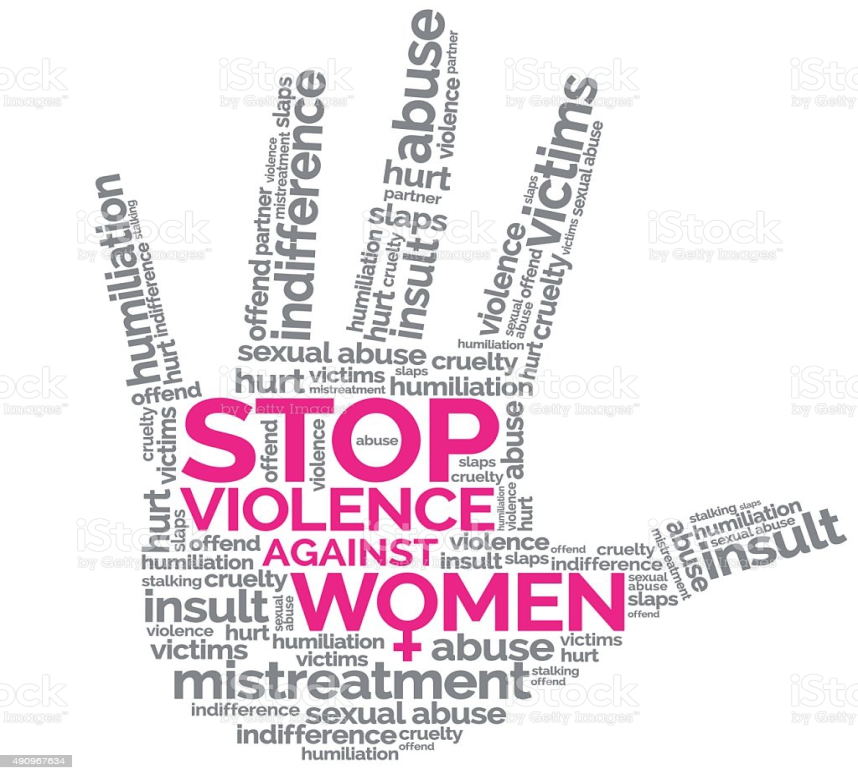 abuse
partner
violence
hurt
partner
slaps
humiliation
hurt
cruelty
insult
slaps
violence
mistreatment
indifference
partner
offend
victims
slaps
sexual abuse
victims
violence
offend
sexual
abuse
cruelty
hurt
humiliation
humiliation
stalking
indifference
hurt
offend
sexual abuse
cruelty
hurt
victims
slaps
mistreatment
humiliation
cruelty
victims
STOP
abuse
offend
violence
slaps
cruelty
abuse
VIOLENCE
humiliation
violence
hurt
hurt
slaps
offend
AGAINST
violence
humiliation
insult
slaps
offend
cruelty
indifference
stalking
cruelty
WOMEN
sexual
abuse
slaps
offend
mistreatment
abuse
stalking
slaps
humiliation
sexual abuse
insult
insult
sexual
abuse
violence
hurt
humiliation
abuse
victims
hurt
victims
victims
mistreatment
stalking
offend
indifference
sexual abuse
indifference
cruelty
humiliation
offend
iStock
by Getty Images™
490967634